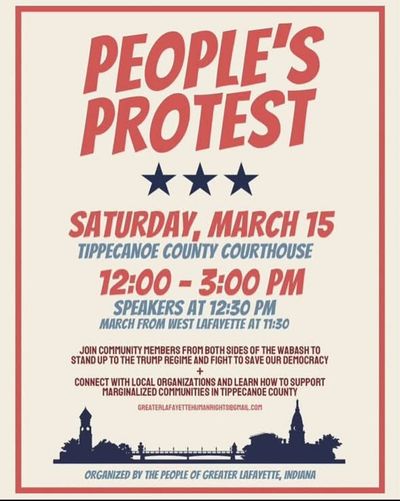 PEOPLE'S
PROTEST
SATURDAY, MARCH 15
TIPPECANOE COUNTY COURTHOUSE
12:00 - 3:00 PM
SPEAKERS AT 12:30 PM
MARCH FROM WEST LAFAYETTE AT 11:30
JOIN COMMUNITY MEMBERS FROM BOTH SIDES OF THE WABASH TO
STAND UP TO THE TRUMP REGIME AND FIGHT TO SAVE OUR DEMOCRACY
+
CONNECT WITH LOCAL ORGANIZATIONS AND LEARN HOW TO SUPPORT
MARGINALIZED COMMUNITIES IN TIPPECANOE COUNTY
GREATERLAFAYETTEHUMANRIGHTS@GMAIL.COM
ORGANIZED BY THE PEOPLE OF GREATER LAFAYETTE, INDIANA